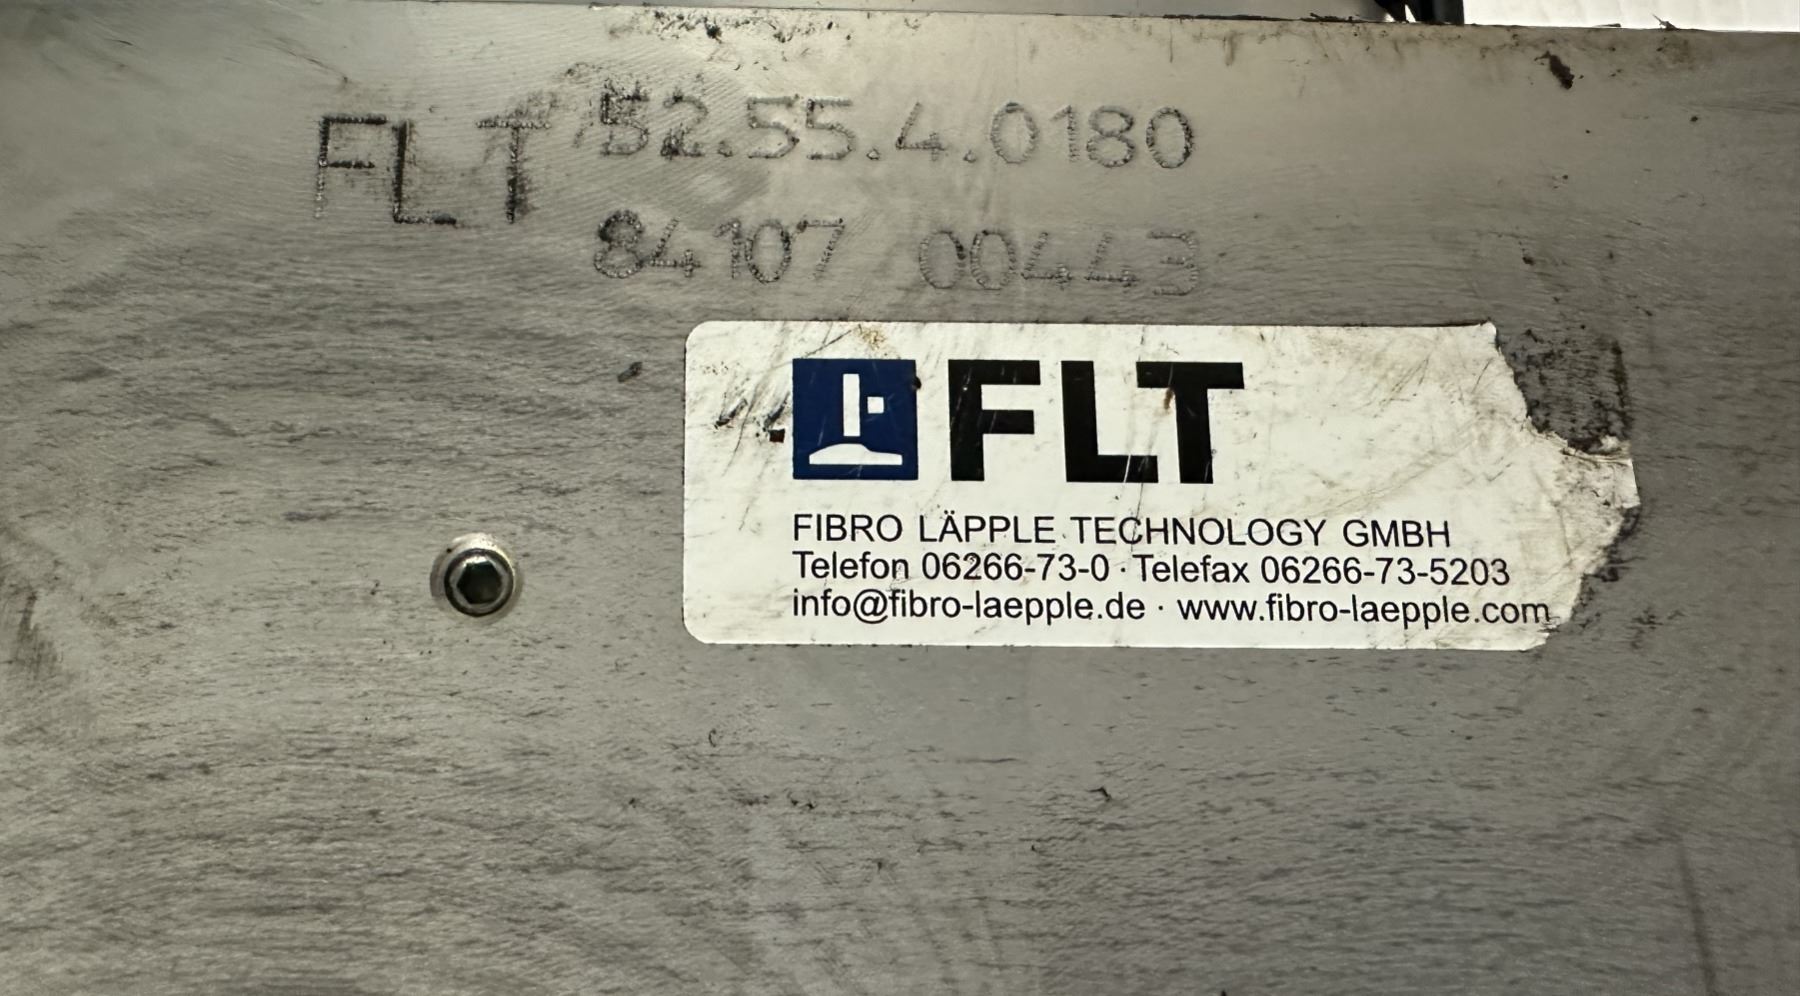 FLT 52.55.4.0180
84107 00443
FLT
FIBRO LÄPPLE TECHNOLOGY GMBH
Telefon 06266-73-0 · Telefax 06266-73-5203
info@fibro-laepple.de · www.fibro-laepple.com